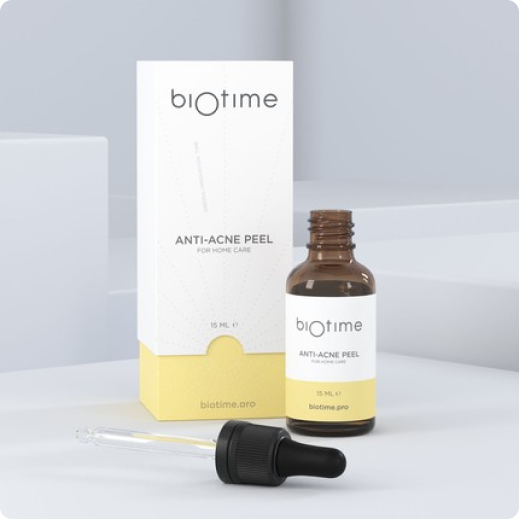 biOtime
ANTI-ACNE PEEL
FOR HOME CARE
15 ML ℮
biotime.pro
biOtime
ANTI-ACNE PEEL
FOR HOME CARE
15 ML ℮
biotime.pro